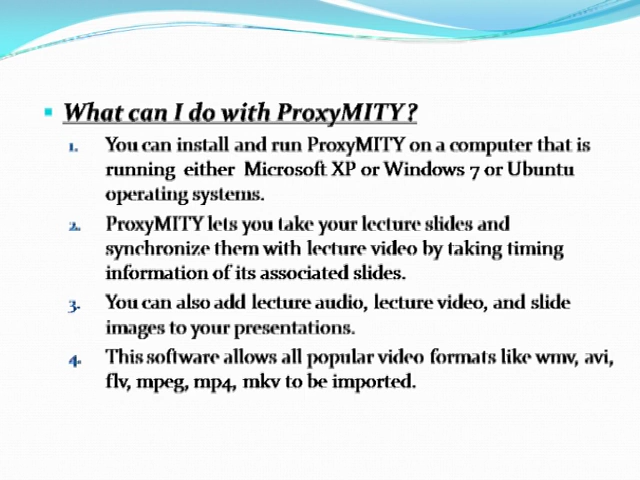 What can I do with ProxyMITY?
1. You can install and run ProxyMITY on a computer that is
running either Microsoft XP or Windows 7 or Ubuntu
operating systems.
2. ProxyMITY lets you take your lecture slides and
synchronize them with lecture video by taking timing
information of its associated slides.
3. You can also add lecture audio, lecture video, and slide
images to your presentations.
4. This software allows all popular video formats like wmv, avi,
flv, mpeg, mp4, mkv to be imported.